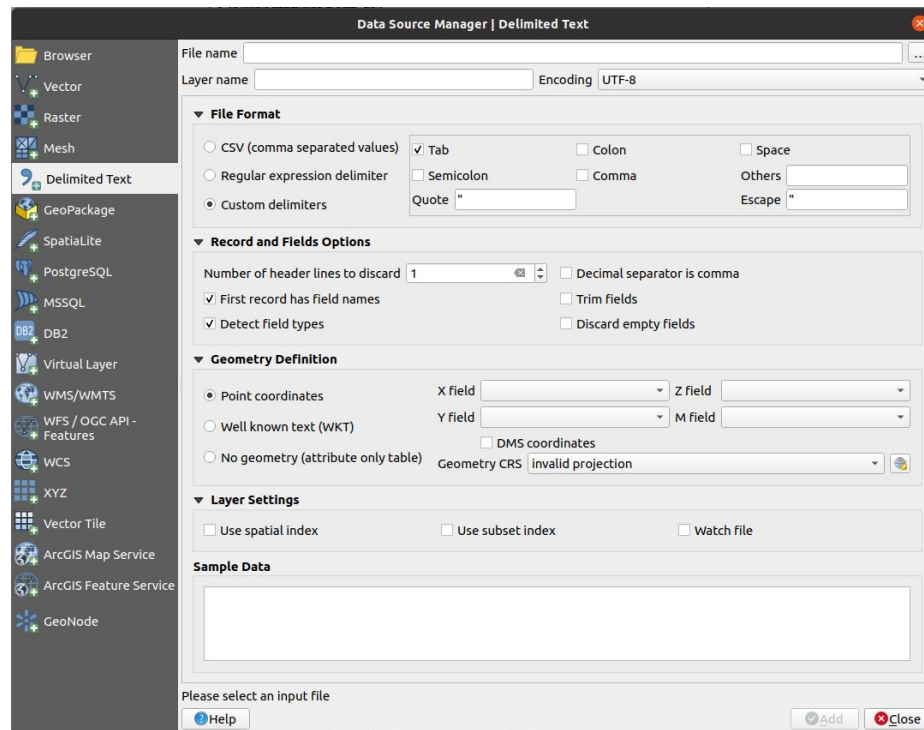 Data Source Manager | Delimited Text
Browser
Vector
Raster
Mesh
Delimited Text
GeoPackage
SpatiaLite
PostgreSQL
MSSQL
DB2 DB2
Virtual Layer
WMS/WMTS
WFS / OGC API -
Features
WCS
XYZ
Vector Tile
ArcGIS Map Service
ArcGIS Feature Service
GeoNode
File name ...
Layer name Encoding UTF-8
File Format
CSV (comma separated values) Tab Colon Space
Regular expression delimiter Semicolon Comma Others
Custom delimiters Quote " Escape "
Record and Fields Options
Number of header lines to discard 1 Decimal separator is comma
First record has field names Trim fields
Detect field types Discard empty fields
Geometry Definition
Point coordinates X field Z field
Well known text (WKT) Y field M field
DMS coordinates
No geometry (attribute only table) Geometry CRS invalid projection
Layer Settings
Use spatial index Use subset index Watch file
Sample Data
Please select an input file
Help Add Close